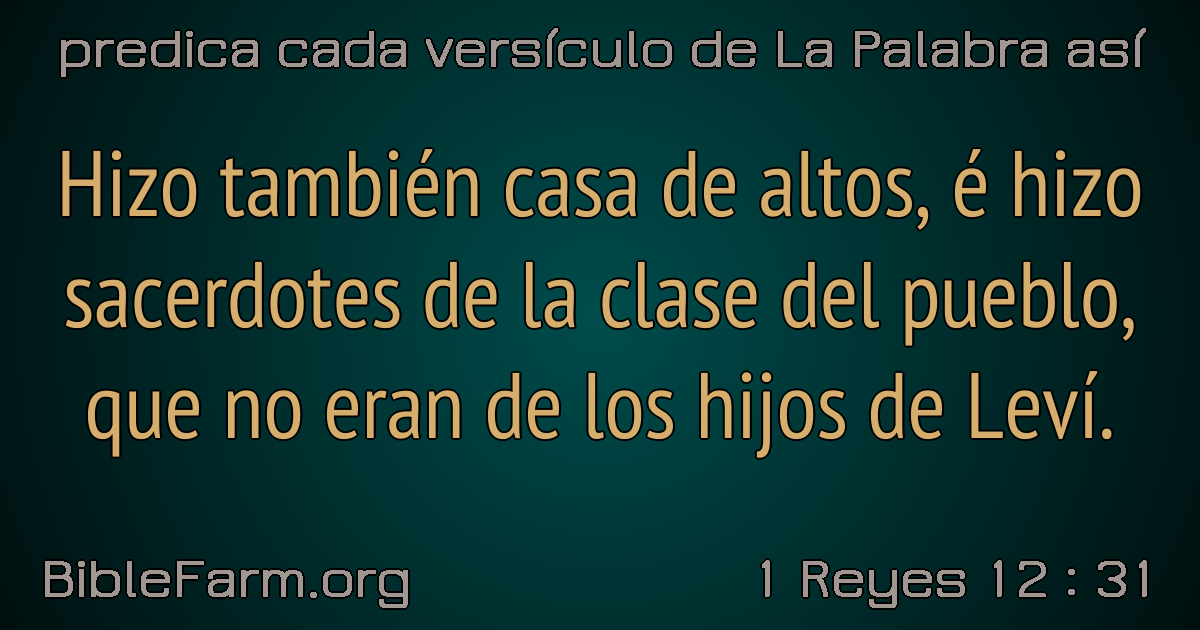 predica cada versículo de La Palabra así
Hizo también casa de altos, é hizo
sacerdotes de la clase del pueblo,
que no eran de los hijos de Leví.
BibleFarm.org
1 Reyes 12 : 31